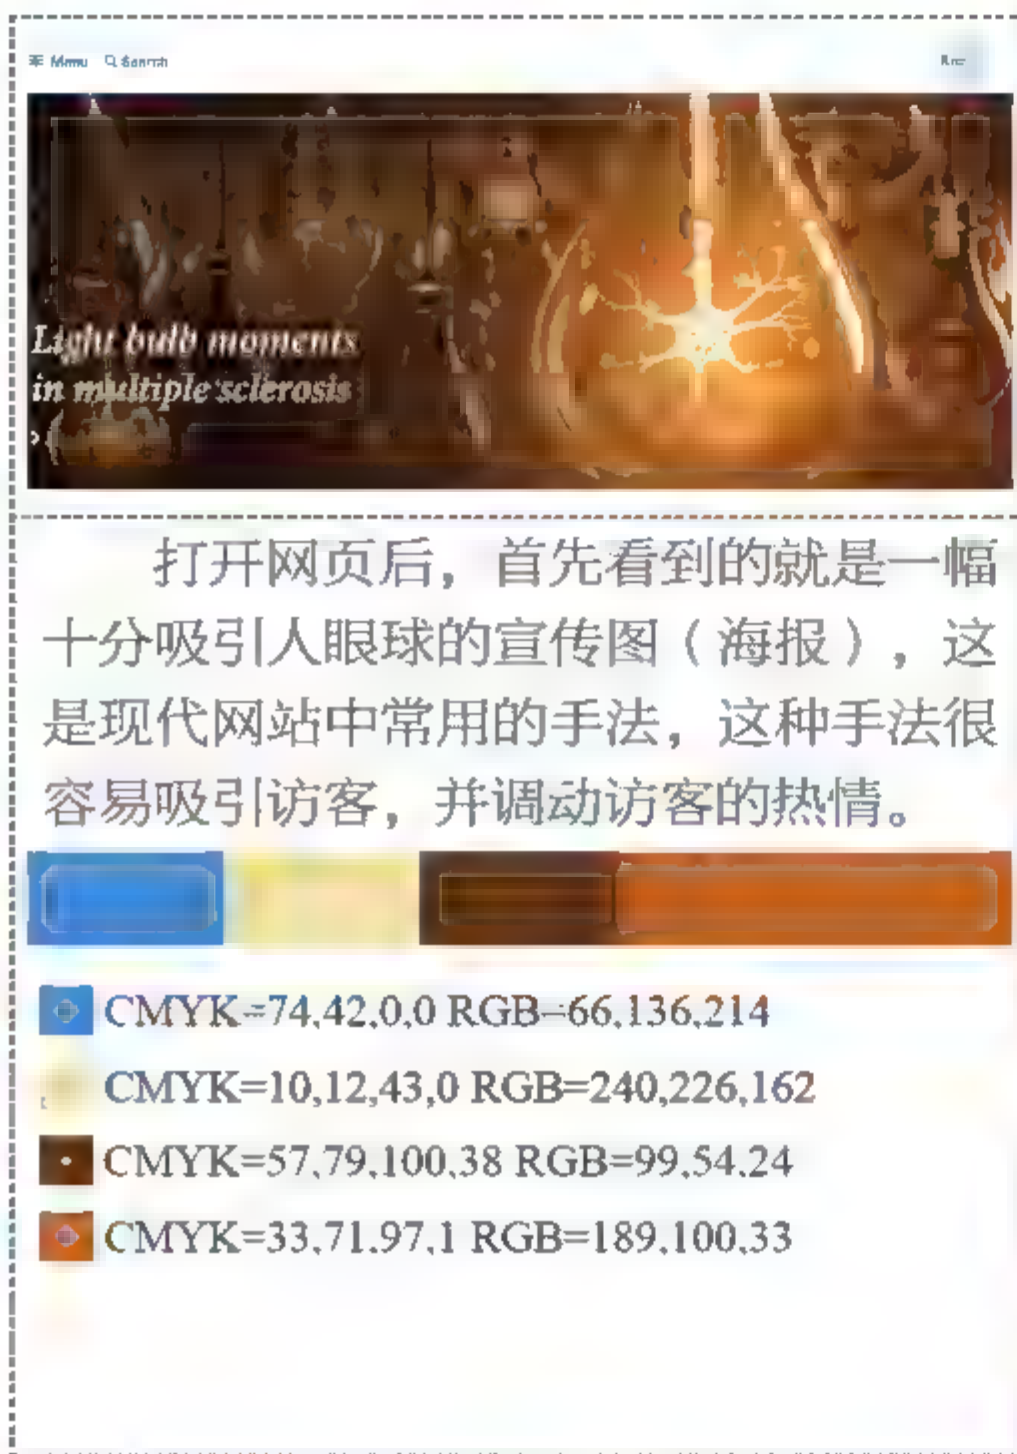 Menu Search
Light bulb moments
in multiple sclerosis
打开网页后，首先看到的就是一幅
十分吸引人眼球的宣传图（海报），这
是现代网站中常用的手法，这种手法很
容易吸引访客，并调动访客的热情。
CMYK=74,42,0,0 RGB=66,136,214
CMYK=10,12,43,0 RGB=240,226,162
CMYK=57,79,100,38 RGB=99,54,24
CMYK=33,71,97,1 RGB=189,100,33